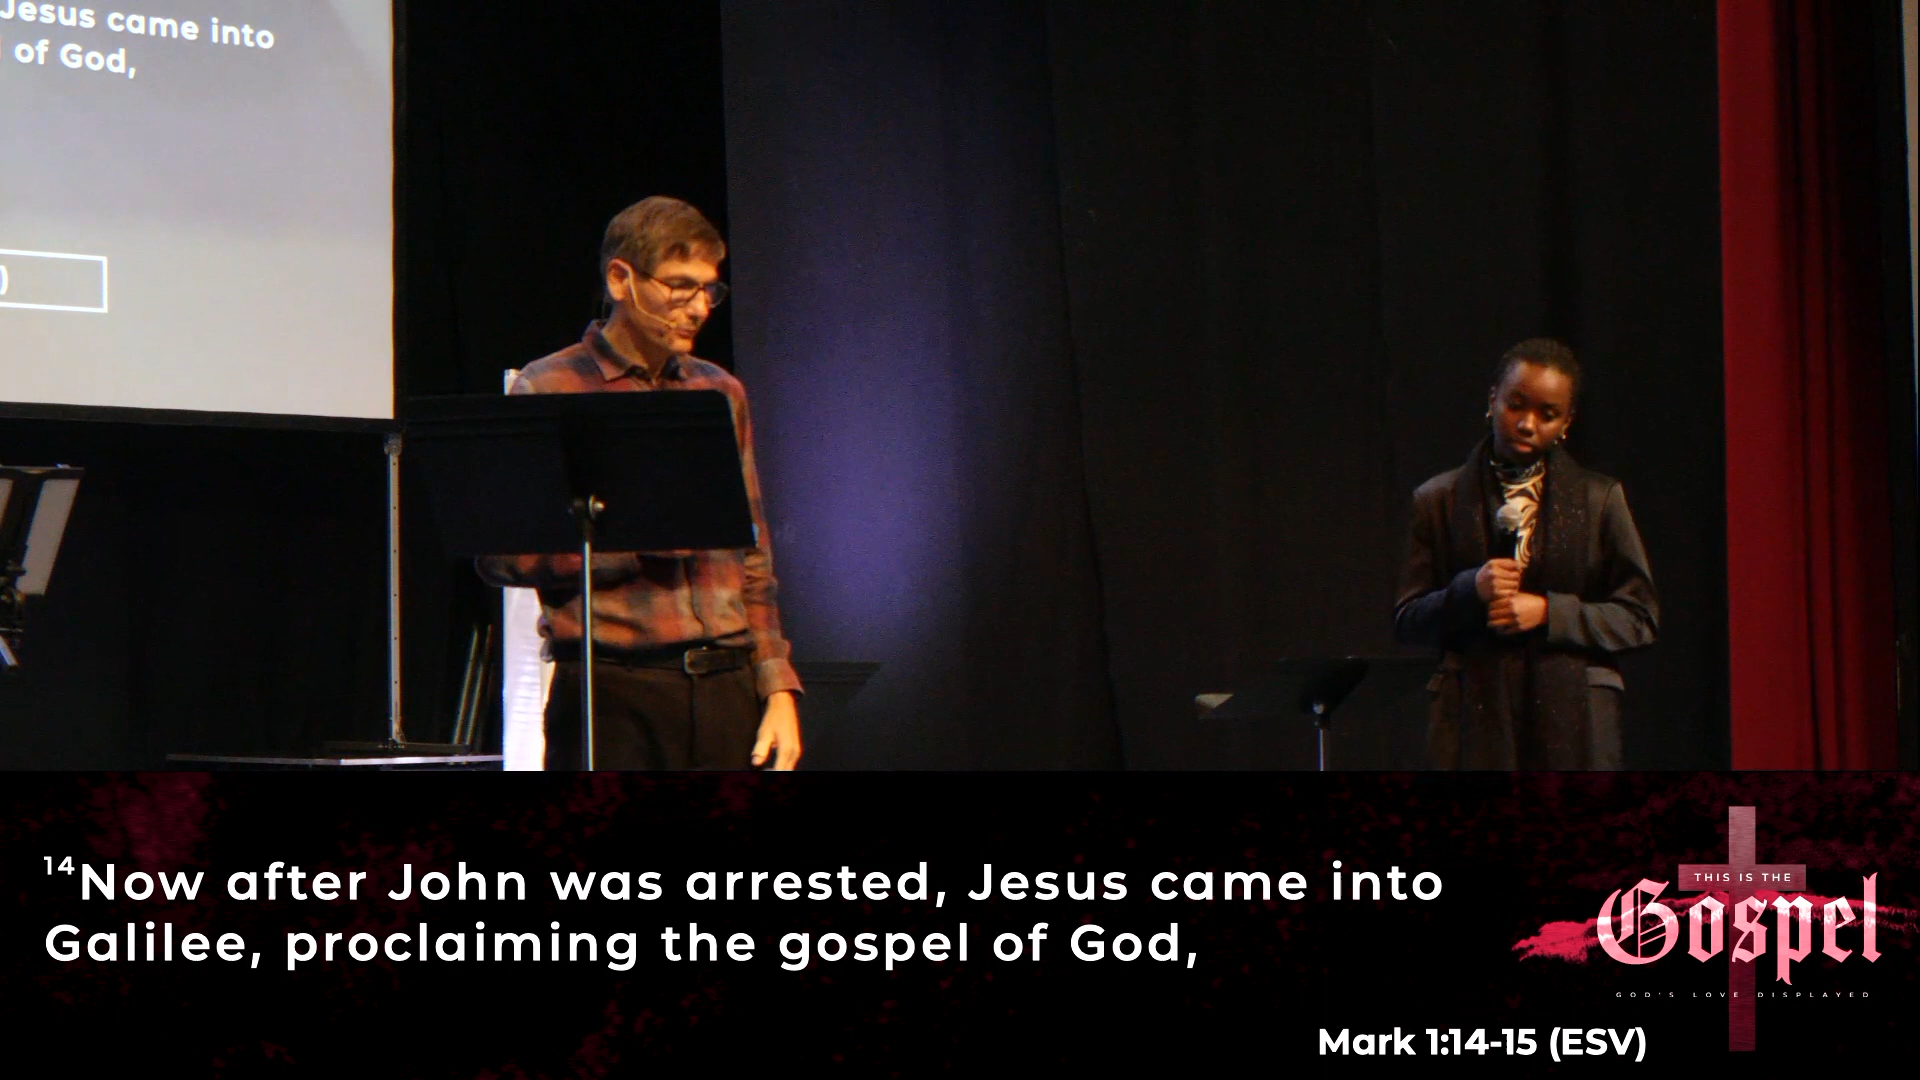 Jesus came into
of God,
)
¹⁴Now after John was arrested, Jesus came into
Galilee, proclaiming the gospel of God,
THIS IS THE
Gospel
GOD'S LOVE DISPLAYED
Mark 1:14-15 (ESV)